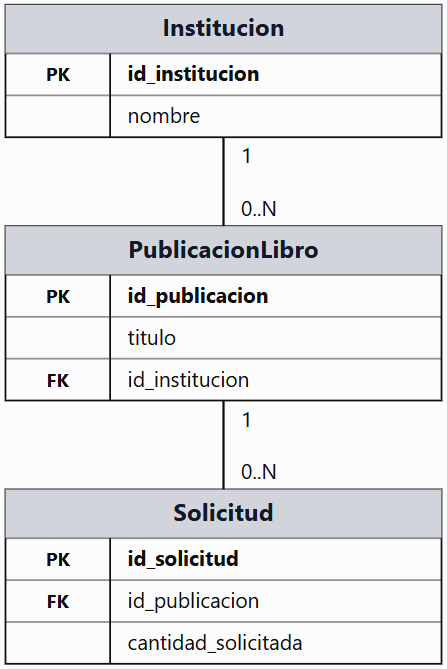 Institucion
PK id_institucion
nombre
1
0..N
PublicacionLibro
PK id_publicacion
titulo
FK id_institucion
1
0..N
Solicitud
PK id_solicitud
FK id_publicacion
cantidad_solicitada